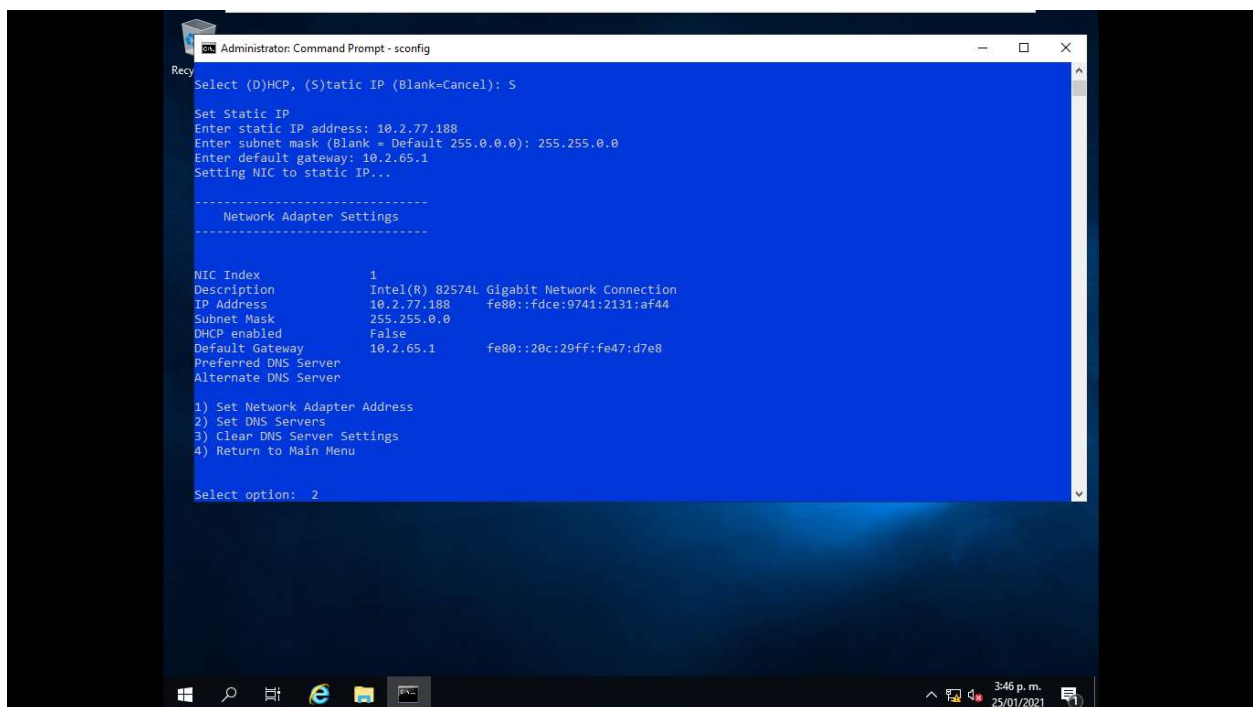 Administrator: Command Prompt - sconfig
Recy
Select (D)HCP, (S)tatic IP (Blank=Cancel): S
Set Static IP
Enter static IP address: 10.2.77.188
Enter subnet mask (Blank = Default 255.0.0.0): 255.255.0.0
Enter default gateway: 10.2.65.1
Setting NIC to static IP...
--------------------------------
Network Adapter Settings
--------------------------------
NIC Index 1
Description Intel(R) 82574L Gigabit Network Connection
IP Address 10.2.77.188 fe80::fdce:9741:2131:af44
Subnet Mask 255.255.0.0
DHCP enabled False
Default Gateway 10.2.65.1 fe80::20c:29ff:fe47:d7e8
Preferred DNS Server
Alternate DNS Server
1) Set Network Adapter Address
2) Set DNS Servers
3) Clear DNS Server Settings
4) Return to Main Menu
Select option: 2
3:46 p. m.
25/01/2021
1